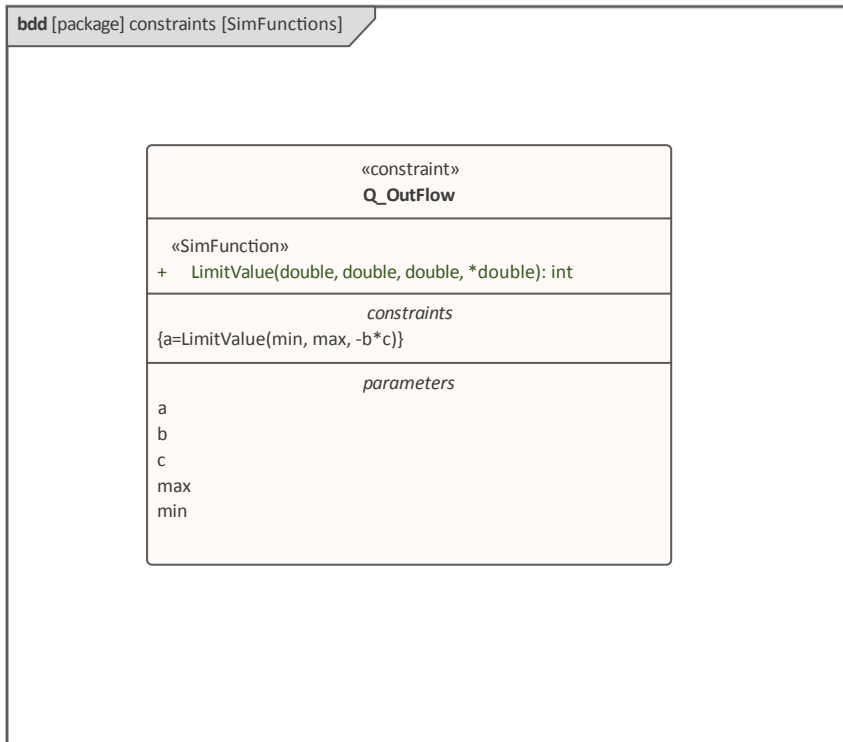 bdd [package] constraints [SimFunctions]
«constraint»
Q_OutFlow
«SimFunction»
+ LimitValue(double, double, double, *double): int
constraints
{a=LimitValue(min, max, -b*c)}
parameters
a
b
c
max
min